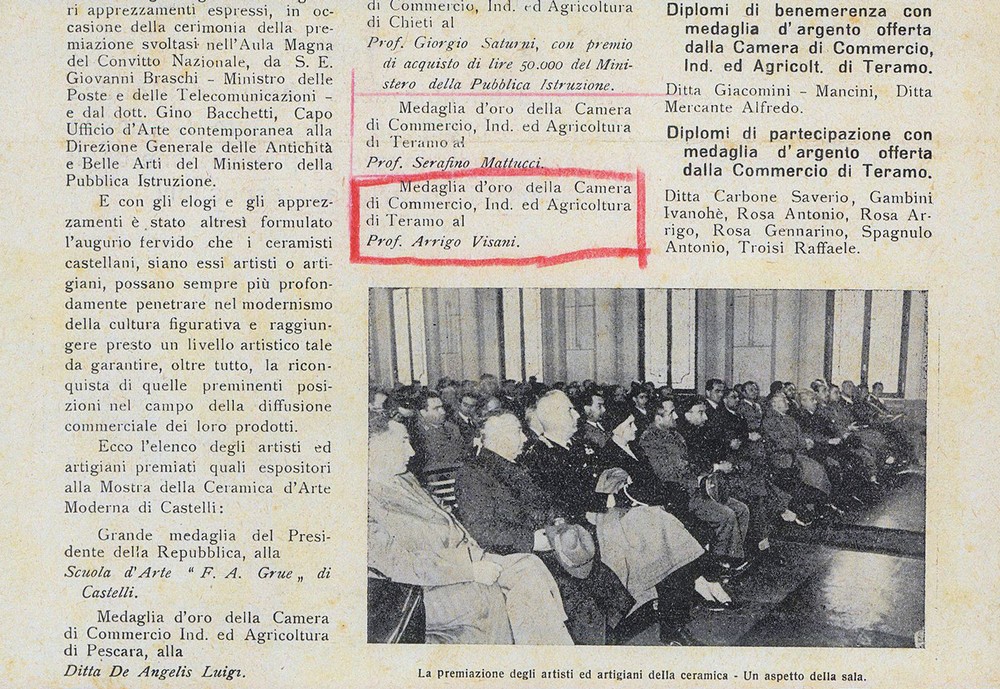 ri apprezzamenti espressi, in oc-
casione della cerimonia della pre-
miazione svoltasi nell'Aula Magna
del Convitto Nazionale, da S. E.
Giovanni Braschi - Ministro delle
Poste e delle Telecomunicazioni -
e dal dott. Gino Bacchetti, Capo
Ufficio d'Arte contemporanea alla
Direzione Generale delle Antichità
e Belle Arti del Ministero della
Pubblica Istruzione.
E con gli elogi e gli apprez-
zamenti è stato altresì formulato
l'augurio fervido che i ceramisti
castellani, siano essi artisti o arti-
giani, possano sempre più profon-
damente penetrare nel modernismo
della cultura figurativa e raggiun-
gere presto un livello artistico tale
da garantire, oltre tutto, la ricon-
quista di quelle preminenti posi-
zioni nel campo della diffusione
commerciale dei loro prodotti.
Ecco l'elenco degli artisti ed
artigiani premiati quali espositori
alla Mostra della Ceramica d'Arte
Moderna di Castelli:
Grande medaglia del Presi-
dente della Repubblica, alla
Scuola d'Arte “ F. A. Grue „ di
Castelli.
Medaglia d'oro della Camera
di Commercio Ind. ed Agricoltura
di Pescara, alla
Ditta De Angelis Luigi.
di Commercio, Ind. ed Agricoltura
di Chieti al
Prof. Giorgio Saturni, con premio
di acquisto di lire 50.000 del Mini-
stero della Pubblica Istruzione.
Medaglia d'oro della Camera
di Commercio, Ind. ed Agricoltura
di Teramo al
Prof. Serafino Mattucci.
Medaglia d'oro della Camera
di Commercio, Ind. ed Agricoltura
di Teramo al
Prof. Arrigo Visani.
Diplomi di benemerenza con
medaglia d'argento offerta
dalla Camera di Commercio,
Ind. ed Agricolt. di Teramo.
Ditta Giacomini - Mancini, Ditta
Mercante Alfredo.
Diplomi di partecipazione con
medaglia d'argento offerta
dalla Commercio di Teramo.
Ditta Carbone Saverio, Gambini
Ivanohè, Rosa Antonio, Rosa Ar-
rigo, Rosa Gennarino, Spagnulo
Antonio, Troisi Raffaele.
La premiazione degli artisti ed artigiani della ceramica - Un aspetto della sala.